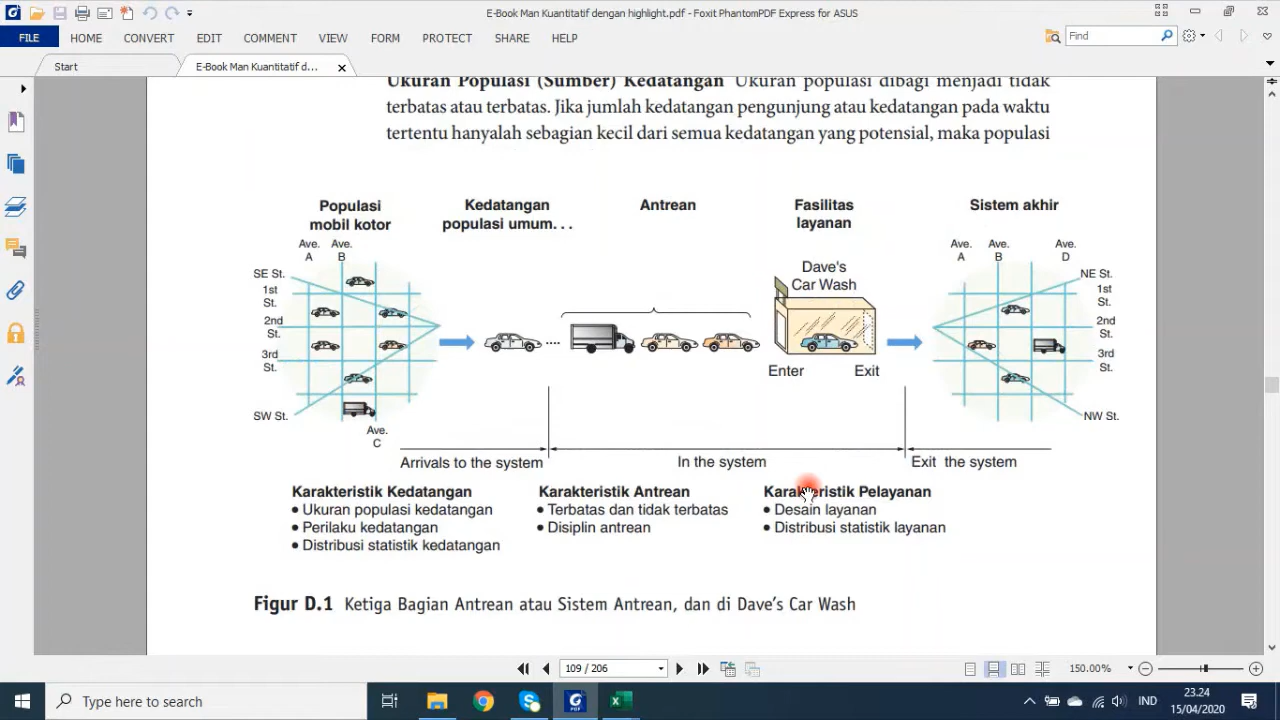 E-Book Man Kuantitatif dengan highlight.pdf - Foxit PhantomPDF Express for ASUS
FILE HOME CONVERT EDIT COMMENT VIEW FORM PROTECT SHARE HELP
Find
Start
E-Book Man Kuantitatif d...
Ukuran Populasi (Sumber) Kedatangan Ukuran populasi dibagi menjadi tidak
terbatas atau terbatas. Jika jumlah kedatangan pengunjung atau kedatangan pada waktu
tertentu hanyalah sebagian kecil dari semua kedatangan yang potensial, maka populasi
Populasi
mobil kotor
Kedatangan
populasi umum. . .
Antrean
Fasilitas
layanan
Sistem akhir
Ave.
A
Ave.
B
SE St.
1st
St.
2nd
St.
3rd
St.
SW St.
Ave.
C
Dave's
Car Wash
Enter
Exit
Ave.
A
Ave.
B
Ave.
D
NE St.
1st
St.
2nd
St.
3rd
St.
NW St.
Arrivals to the system
In the system
Exit the system
Karakteristik Kedatangan
• Ukuran populasi kedatangan
• Perilaku kedatangan
• Distribusi statistik kedatangan
Karakteristik Antrean
• Terbatas dan tidak terbatas
• Disiplin antrean
Karakteristik Pelayanan
• Desain layanan
• Distribusi statistik layanan
Figur D.1 Ketiga Bagian Antrean atau Sistem Antrean, dan di Dave's Car Wash
109 / 206
150.00%
Type here to search
IND
23.24
15/04/2020